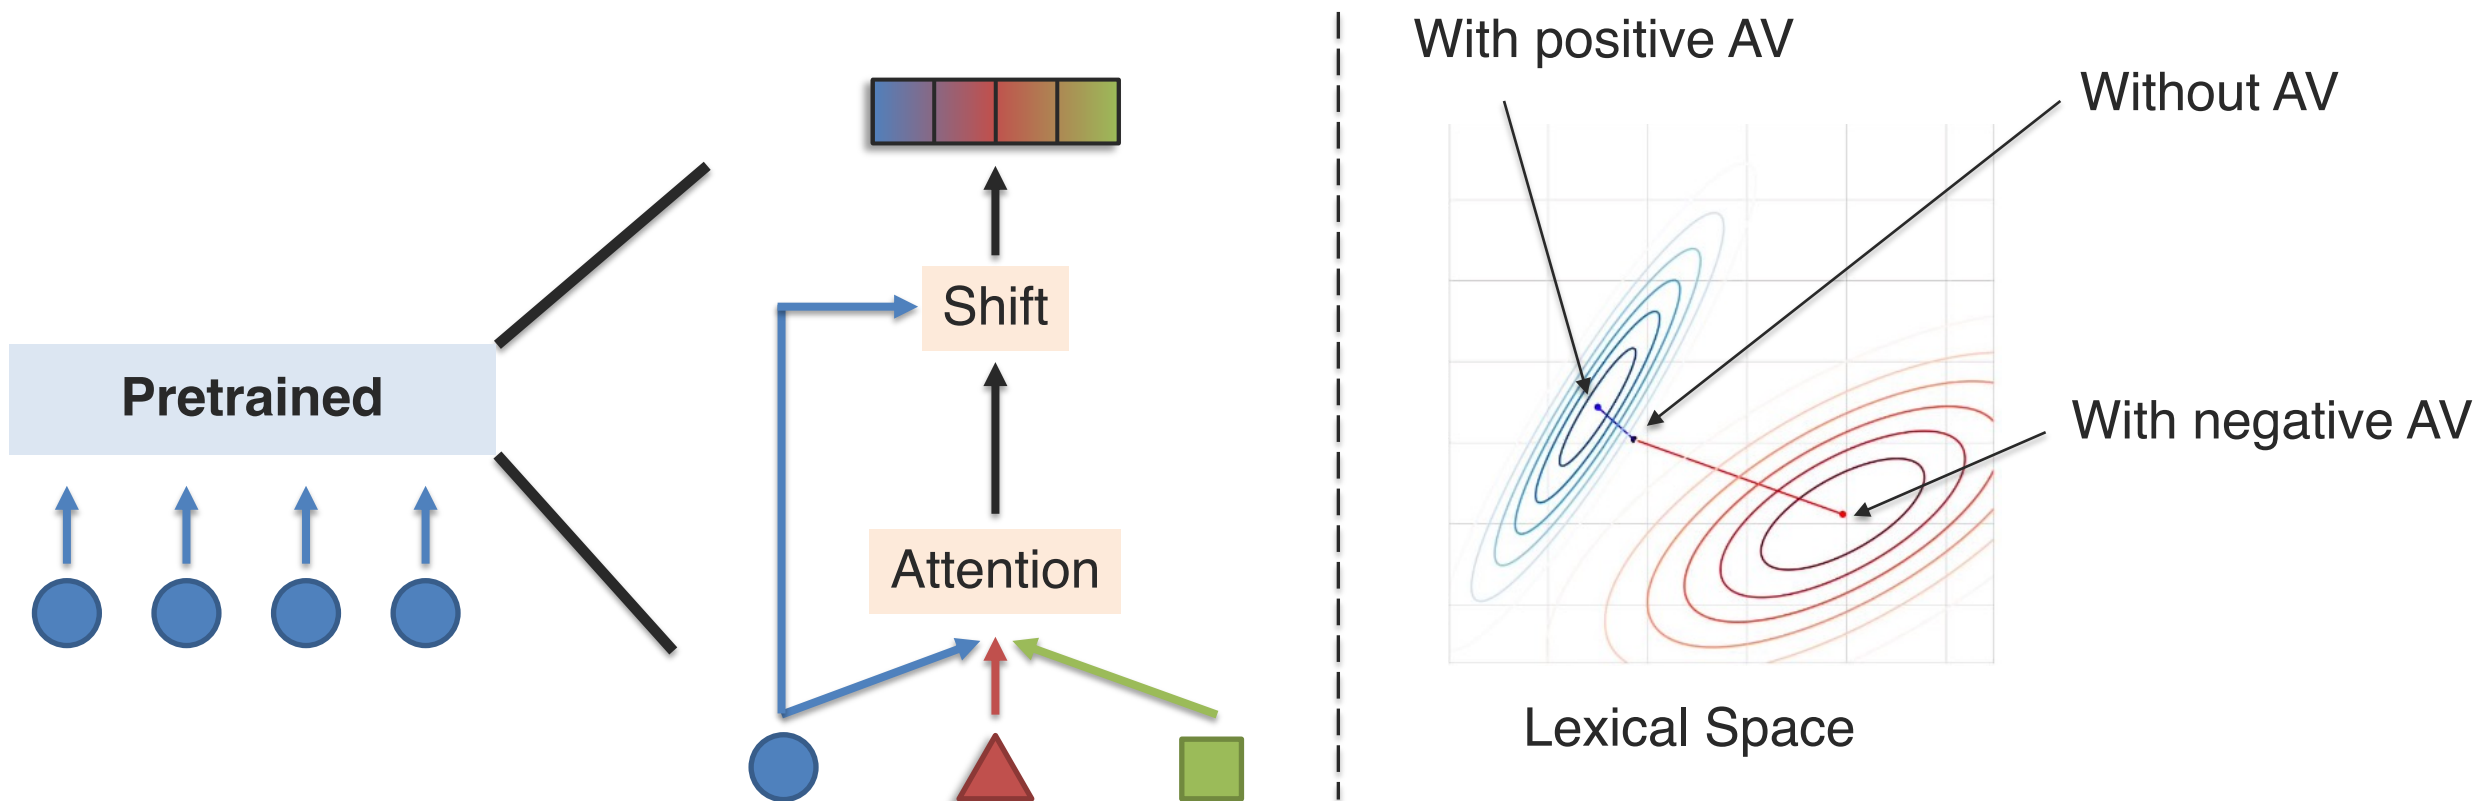 Pretrained
Shift
Attention
With positive AV
Without AV
With negative AV
Lexical Space